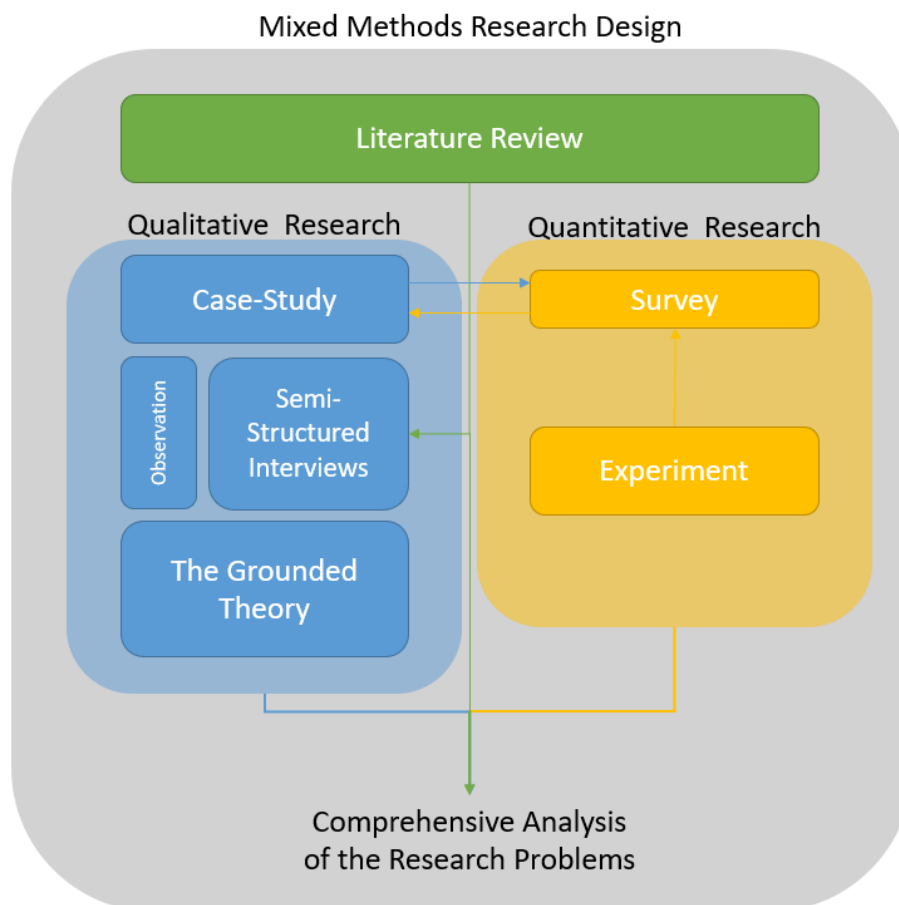 Mixed Methods Research Design
Literature Review
Qualitative Research
Quantitative Research
Case-Study
Survey
Observation
Semi-
Structured
Interviews
Experiment
The Grounded
Theory
Comprehensive Analysis
of the Research Problems